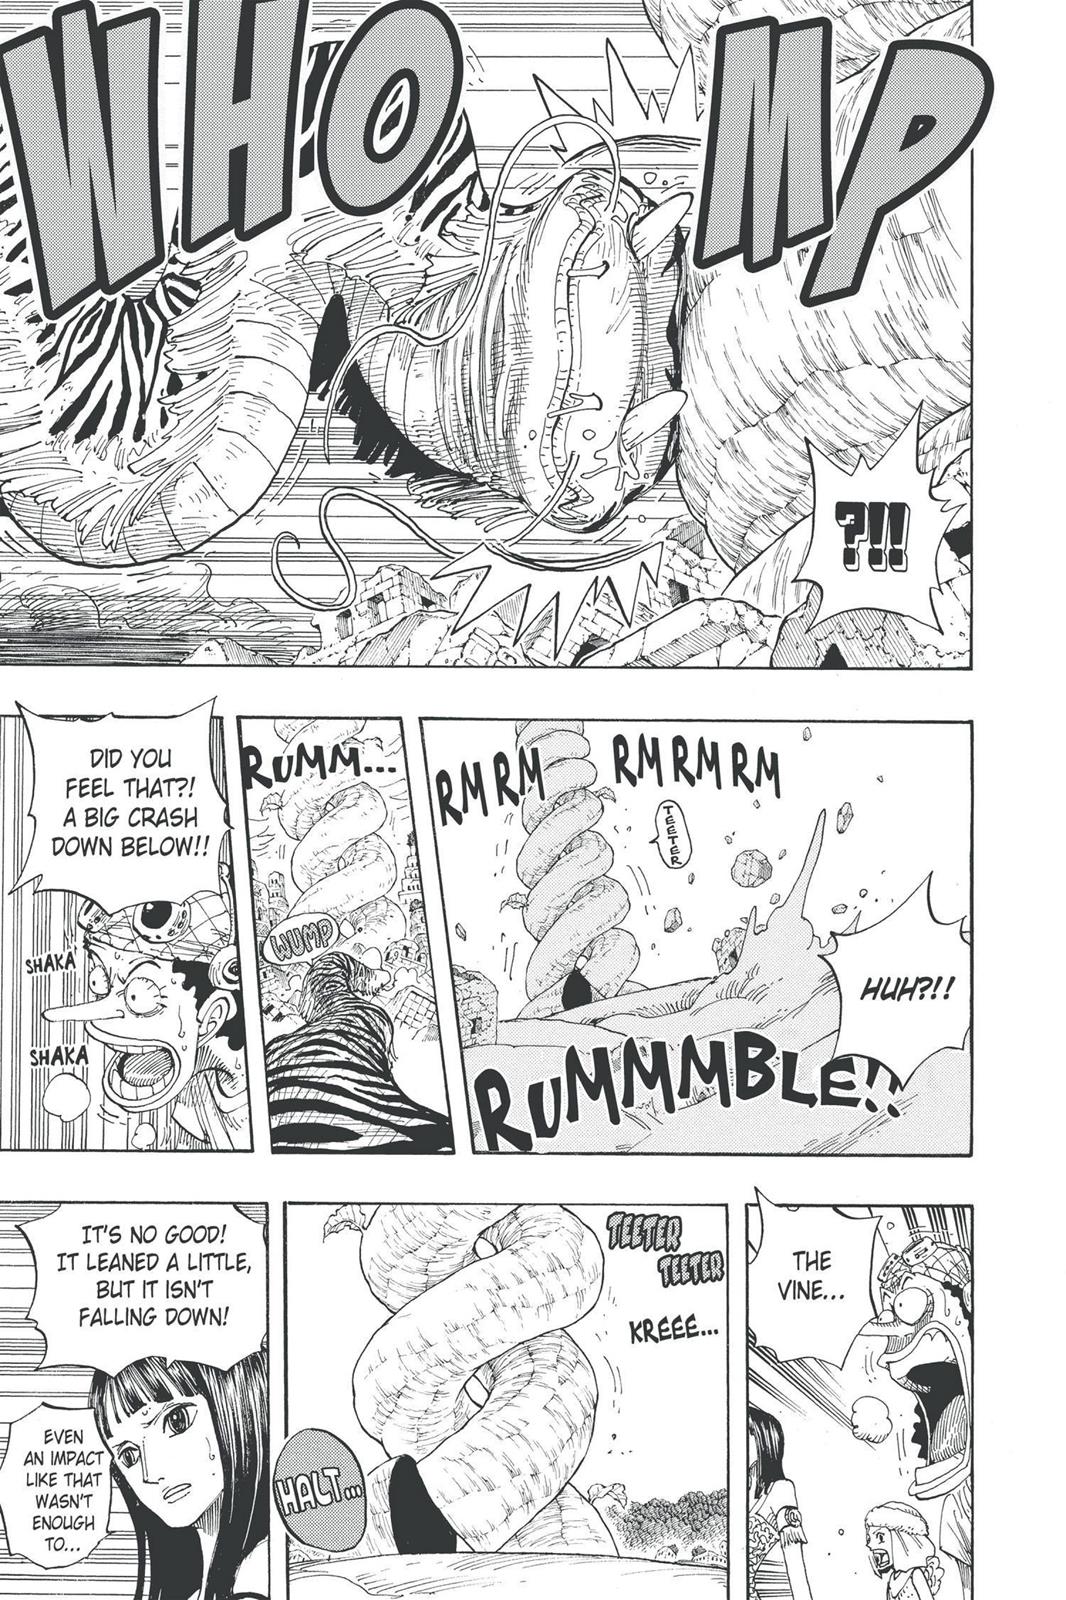 WHOMP
?!!
RM RM
RM RM RM
TEETER
HUH?!!
RUMMMBLE!!
RUMM...
WUMP
DID YOU
FEEL THAT?!
A BIG CRASH
DOWN BELOW!!
SHAKA
SHAKA
THE
VINE...
TEETER
TEETER
KREEE...
HALT...
IT'S NO GOOD!
IT LEANED A LITTLE,
BUT IT ISN'T
FALLING DOWN!
EVEN
AN IMPACT
LIKE THAT
WASN'T
ENOUGH
TO...